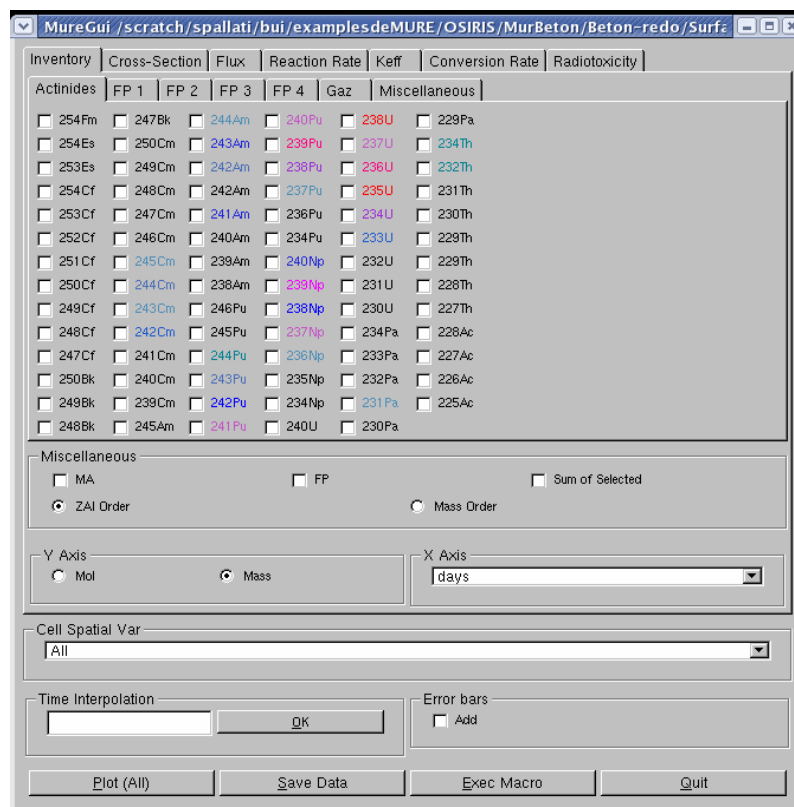 MureGui /scratch/spallati/bui/examplesdeMURE/OSIRIS/MurBeton/Beton-redo/Surfa
Inventory Cross-Section Flux Reaction Rate Keff Conversion Rate Radiotoxicity
Actinides FP 1 FP 2 FP 3 FP 4 Gaz Miscellaneous
254Fm 247Bk 244Am 240Pu 238U 229Pa
254Es 250Cm 243Am 239Pu 237U 234Th
253Es 249Cm 242Am 238Pu 236U 232Th
254Cf 248Cm 242Am 237Pu 235U 231Th
253Cf 247Cm 241Am 236Pu 234U 230Th
252Cf 246Cm 240Am 234Pu 233U 229Th
251Cf 245Cm 239Am 240Np 232U 229Th
250Cf 244Cm 238Am 239Np 231U 228Th
249Cf 243Cm 246Pu 238Np 230U 227Th
248Cf 242Cm 245Pu 237Np 234Pa 228Ac
247Cf 241Cm 244Pu 236Np 233Pa 227Ac
250Bk 240Cm 243Pu 235Np 232Pa 226Ac
249Bk 239Cm 242Pu 234Np 231Pa 225Ac
248Bk 245Am 241Pu 240U 230Pa
Miscellaneous
MA FP Sum of Selected
ZAI Order Mass Order
Y Axis X Axis
Mol Mass days
Cell Spatial Var
All
Time Interpolation Error bars
OK Add
Plot (All) Save Data Exec Macro Quit